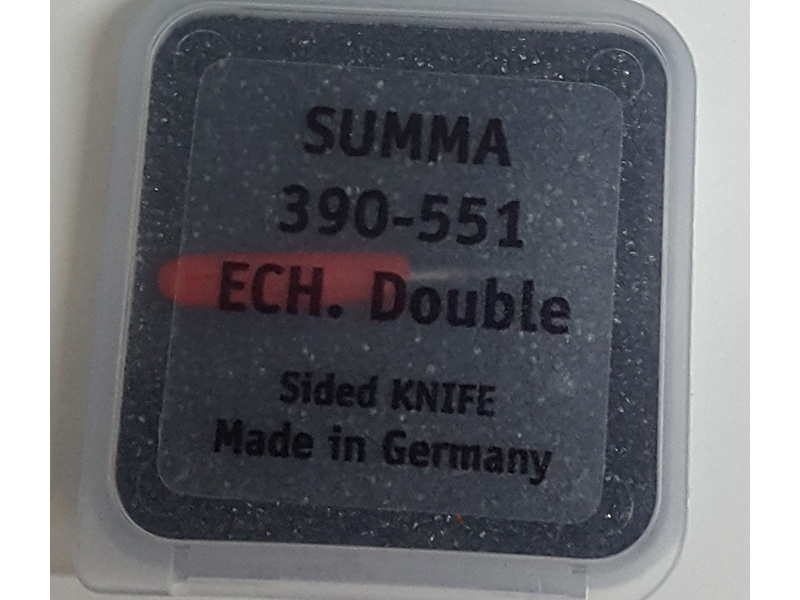 SUMMA
390-551
ECH. Double
Sided KNIFE
Made in Germany